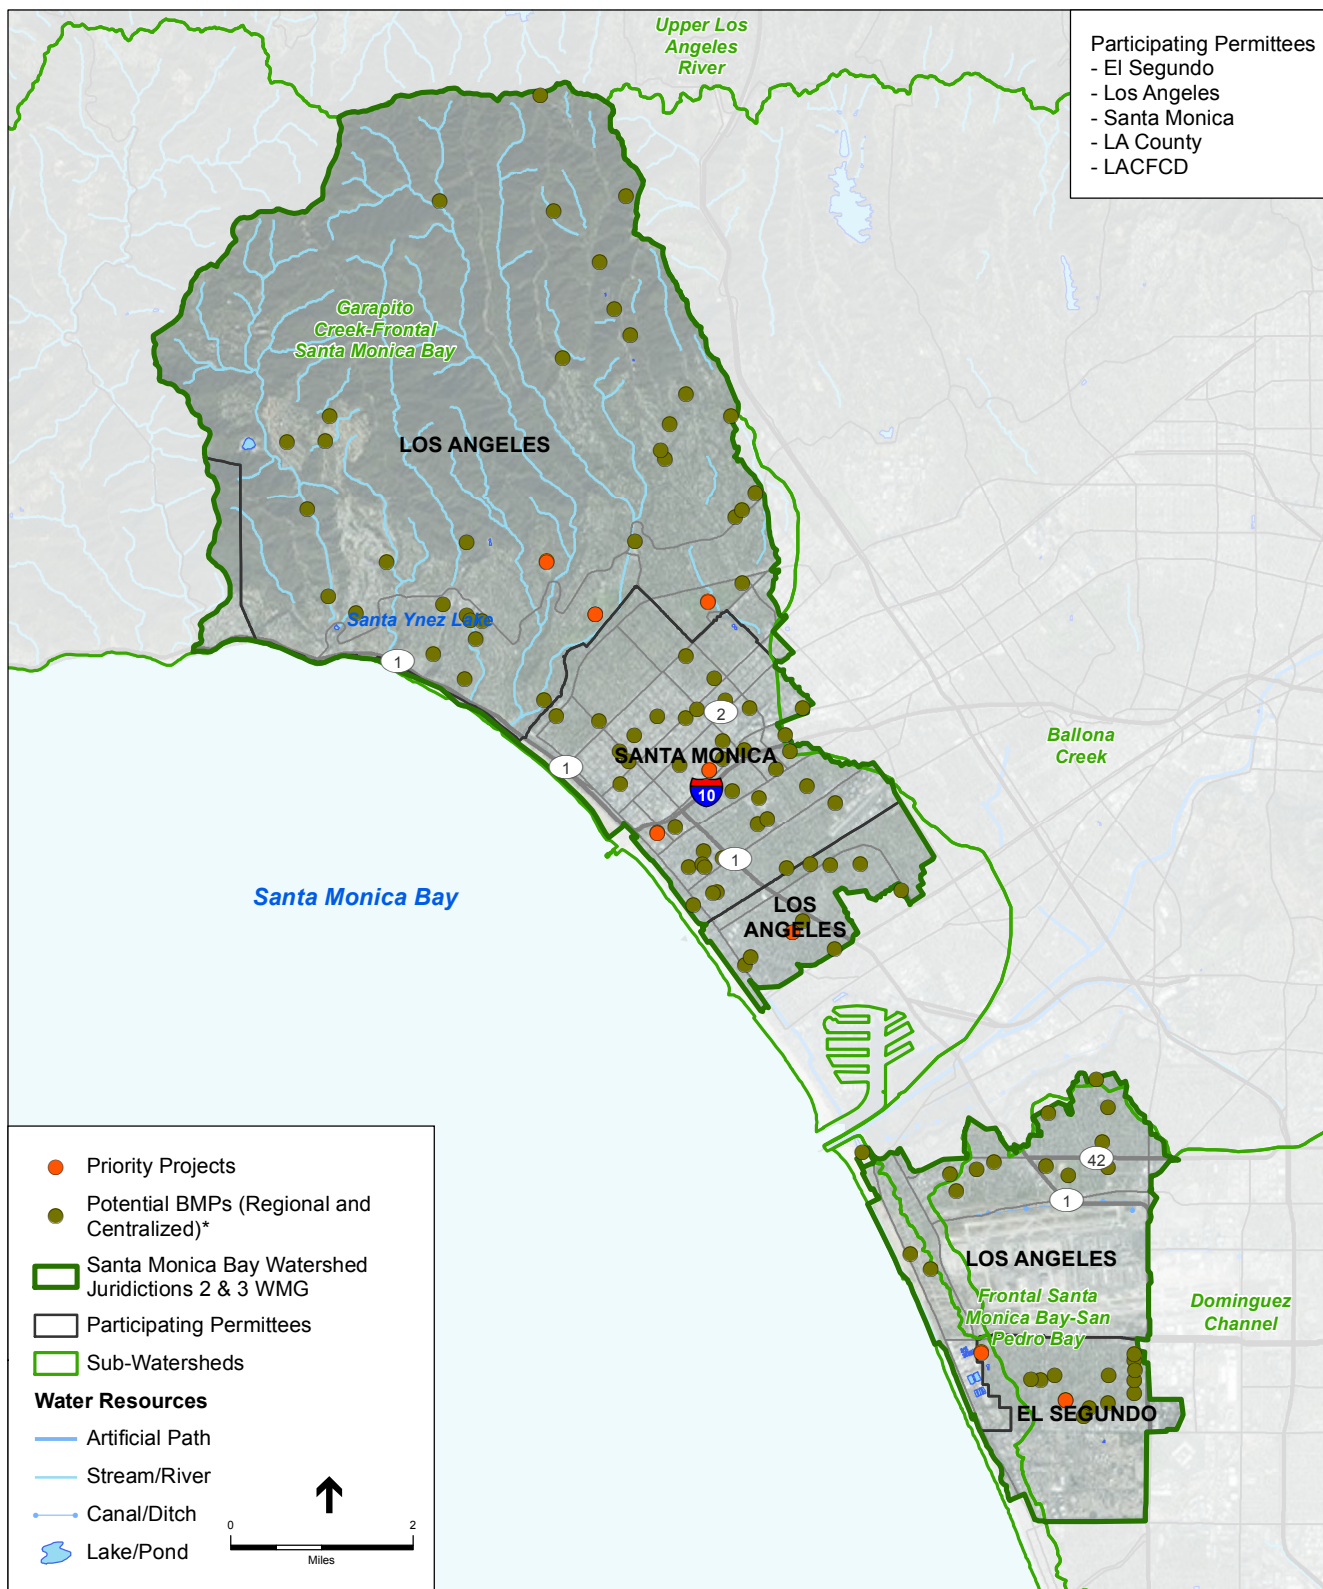 Upper Los
Angeles
River
Participating Permittees
- El Segundo
- Los Angeles
- Santa Monica
- LA County
- LACFCD
Garapito
Creek-Frontal
Santa Monica Bay
LOS ANGELES
Santa Ynez Lake
1
2
1
SANTA MONICA
10
1
Ballona
Creek
Santa Monica Bay
LOS
ANGELES
42
1
LOS ANGELES
Frontal Santa
Monica Bay-San
Pedro Bay
Dominguez
Channel
EL SEGUNDO
Priority Projects
Potential BMPs (Regional and
Centralized)*
Santa Monica Bay Watershed
Juridictions 2 & 3 WMG
Participating Permittees
Sub-Watersheds
Water Resources
Artificial Path
Stream/River
Canal/Ditch
Lake/Pond
0 2
Miles